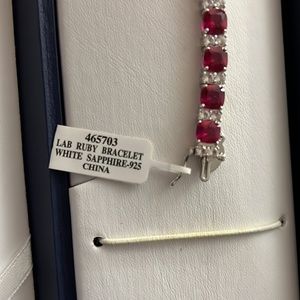 465703
LAB RUBY BRACELET
WHITE SAPPHIRE-925
CHINA